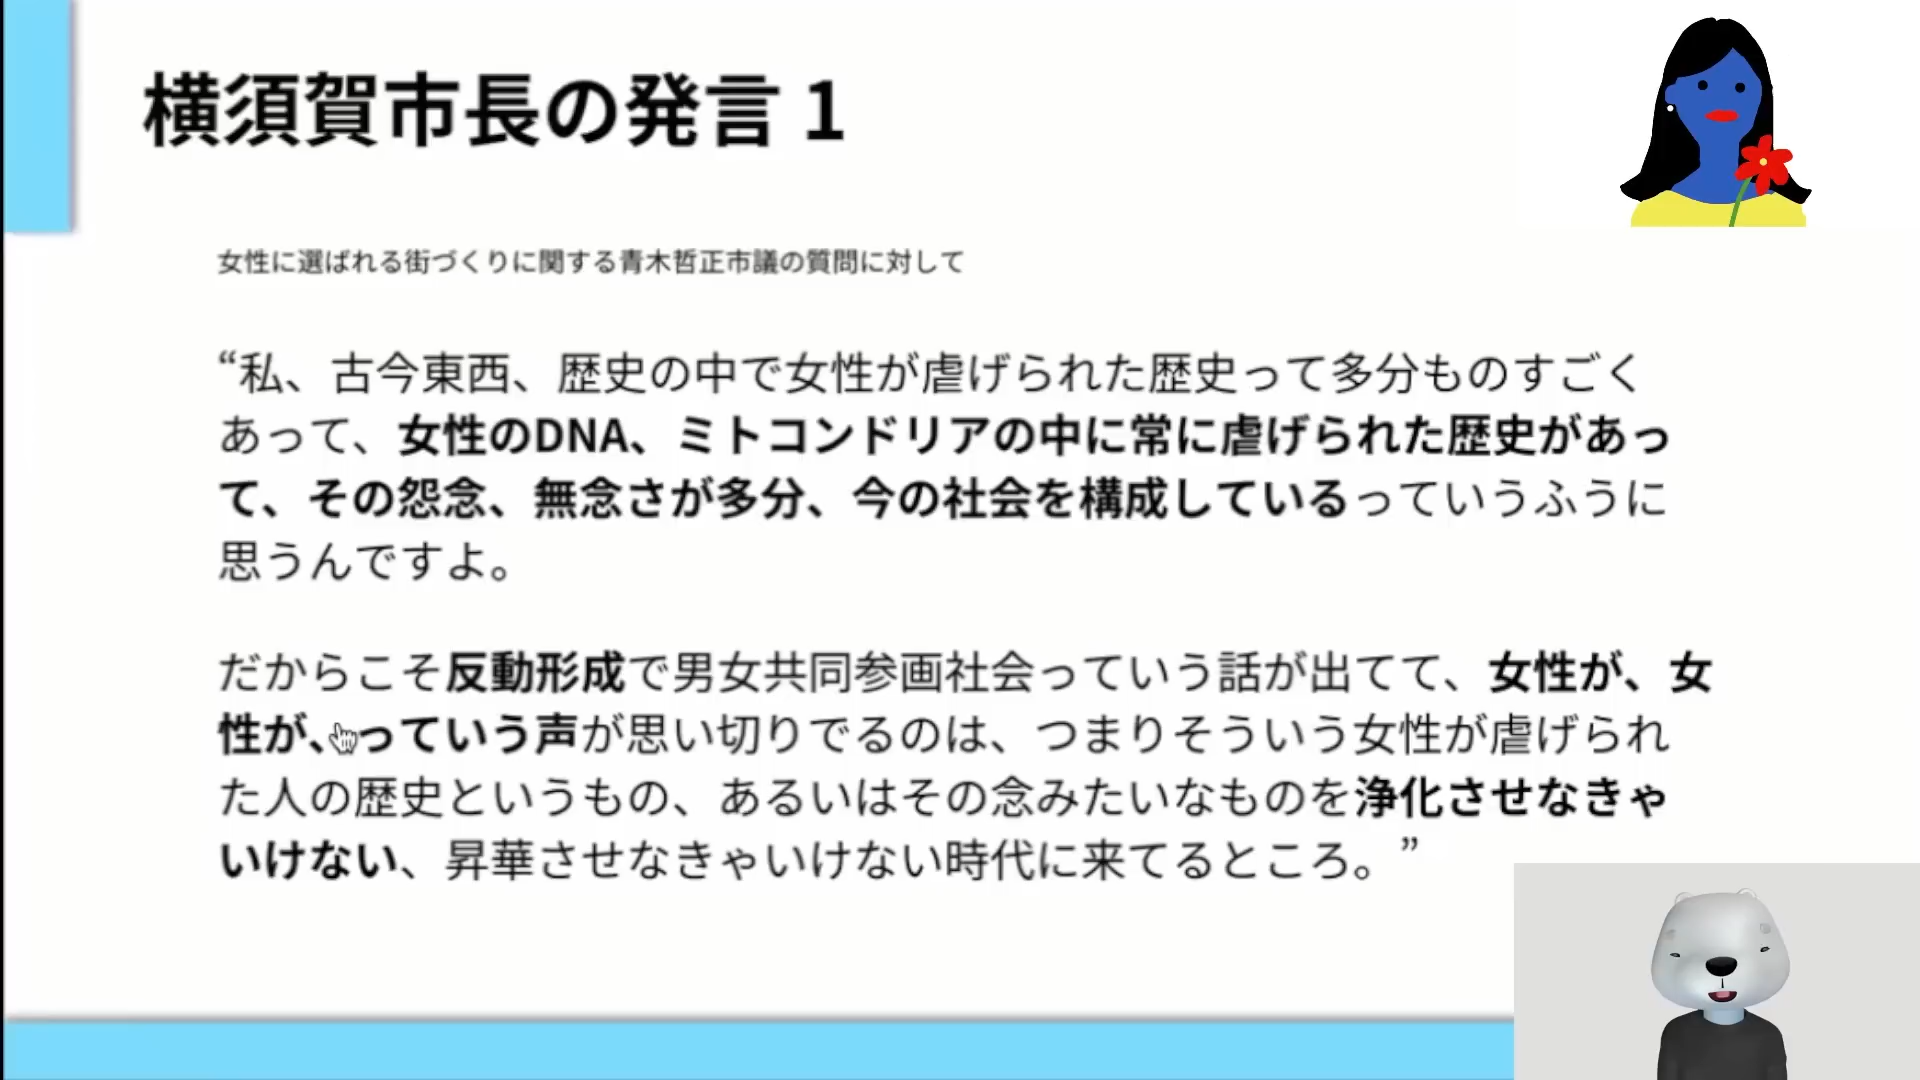 横須賀市長の発言 1
女性に選ばれる街づくりに関する青木哲正市議の質問に対して
“私、古今東西、歴史の中で女性が虐げられた歴史って多分ものすごく
あって、女性のDNA、ミトコンドリアの中に常に虐げられた歴史があっ
て、その怨念、無念さが多分、今の社会を構成しているっていうふうに
思うんですよ。
だからこそ反動形成で男女共同参画社会っていう話が出てて、女性が、女
性が、っていう声が思い切りでるのは、つまりそういう女性が虐げられ
た人の歴史というもの、あるいはその念みたいなものを浄化させなきゃ
いけない、昇華させなきゃいけない時代に来てるところ。”